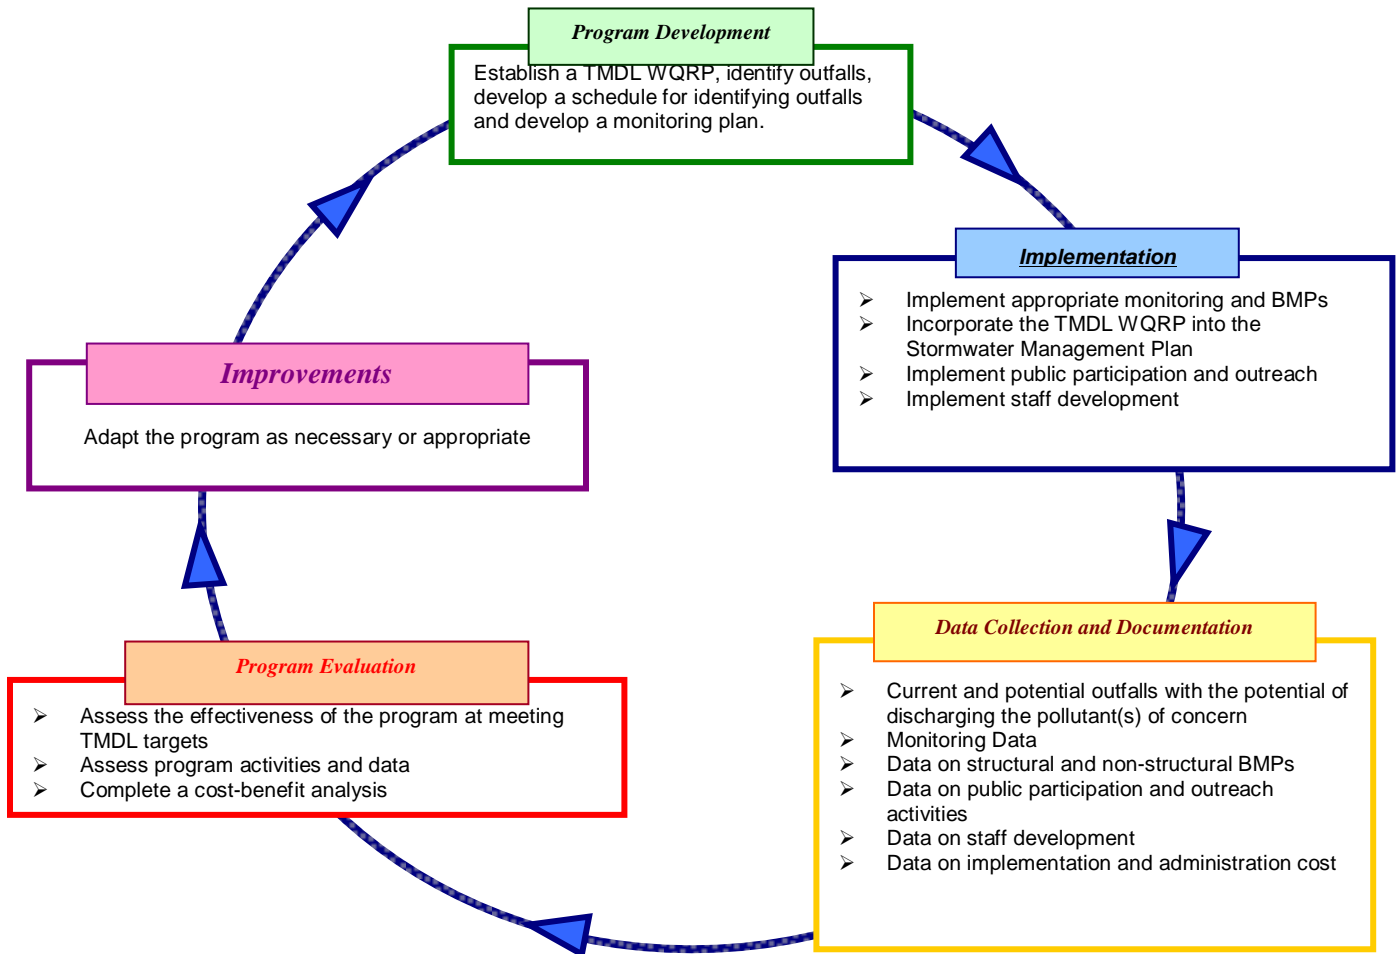 Program Development
Establish a TMDL WQRP, identify outfalls,
develop a schedule for identifying outfalls
and develop a monitoring plan.
Implementation
➢ Implement appropriate monitoring and BMPs
➢ Incorporate the TMDL WQRP into the
Stormwater Management Plan
➢ Implement public participation and outreach
➢ Implement staff development
Data Collection and Documentation
➢ Current and potential outfalls with the potential of
discharging the pollutant(s) of concern
➢ Monitoring Data
➢ Data on structural and non-structural BMPs
➢ Data on public participation and outreach
activities
➢ Data on staff development
➢ Data on implementation and administration cost
Program Evaluation
➢ Assess the effectiveness of the program at meeting
TMDL targets
➢ Assess program activities and data
➢ Complete a cost-benefit analysis
Improvements
Adapt the program as necessary or appropriate